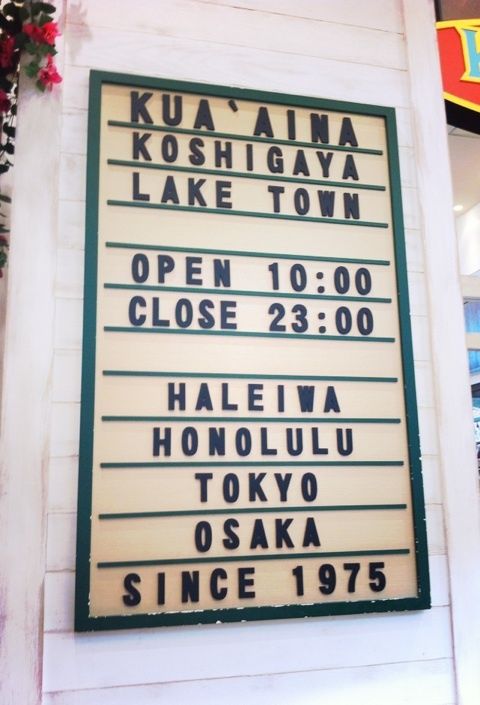 KUA`AINA
KOSHIGAYA
LAKE TOWN
OPEN 10:00
CLOSE 23:00
HALEIWA
HONOLULU
TOKYO
OSAKA
SINCE 1975